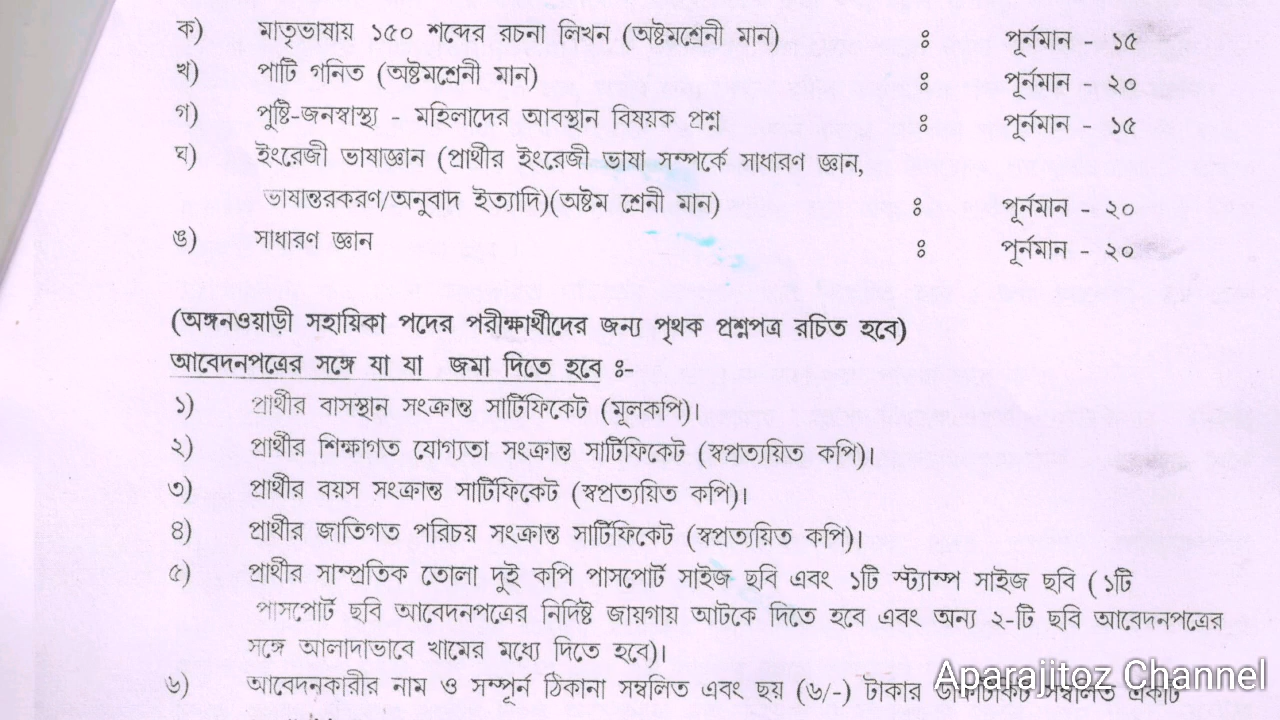 ক) মাতৃভাষায় ১৫০ শব্দের রচনা লিখন (অষ্টমশ্রেনী মান) ঃ পূর্নমান - ১৫
খ) পাটি গনিত (অষ্টমশ্রেনী মান) ঃ পূর্নমান - ২০
গ) পুষ্টি-জনস্বাস্থ্য - মহিলাদের আবস্থান বিষয়ক প্রশ্ন ঃ পূর্নমান - ১৫
ঘ) ইংরেজী ভাষাজ্ঞান (প্রার্থীর ইংরেজী ভাষা সম্পর্কে সাধারণ জ্ঞান,
ভাষান্তরকরণ/অনুবাদ ইত্যাদি)(অষ্টম শ্রেনী মান) ঃ পূর্নমান - ২০
ঙ) সাধারণ জ্ঞান ঃ পূর্নমান - ২০
(অঙ্গনওয়াড়ী সহায়িকা পদের পরীক্ষার্থীদের জন্য পৃথক প্রশ্নপত্র রচিত হবে)
আবেদনপত্রের সঙ্গে যা যা জমা দিতে হবে ঃ-
১) প্রার্থীর বাসস্থান সংক্রান্ত সার্টিফিকেট (মূলকপি)।
২) প্রার্থীর শিক্ষাগত যোগ্যতা সংক্রান্ত সার্টিফিকেট (স্বপ্রত্যয়িত কপি)।
৩) প্রার্থীর বয়স সংক্রান্ত সার্টিফিকেট (স্বপ্রত্যয়িত কপি)।
৪) প্রার্থীর জাতিগত পরিচয় সংক্রান্ত সার্টিফিকেট (স্বপ্রত্যয়িত কপি)।
৫) প্রার্থীর সাম্প্রতিক তোলা দুই কপি পাসপোর্ট সাইজ ছবি এবং ১টি স্ট্যাম্প সাইজ ছবি ( ১টি
পাসপোর্ট ছবি আবেদনপত্রের নির্দিষ্ট জায়গায় আটকে দিতে হবে এবং অন্য ২-টি ছবি আবেদনপত্রের
সঙ্গে আলাদাভাবে খামের মধ্যে দিতে হবে)।
৬) আবেদনকারীর নাম ও সম্পূর্ন ঠিকানা সম্বলিত এবং ছয় (৬/-) টাকার
Aparajitoz Channel